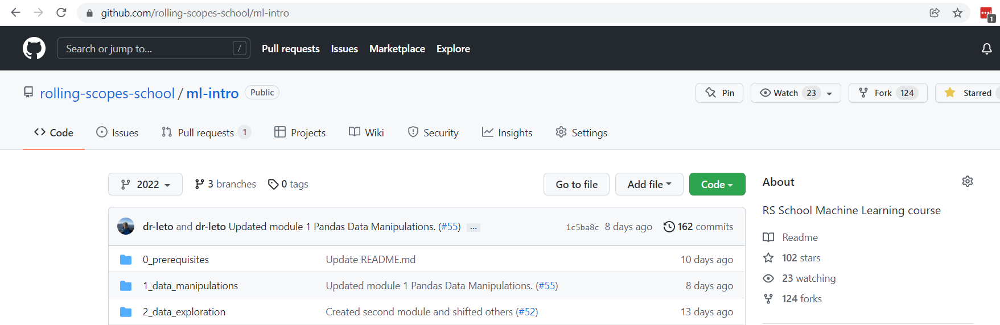 github.com/rolling-scopes-school/ml-intro
1
Search or jump to... / Pull requests Issues Marketplace Explore
rolling-scopes-school / ml-intro Public Pin Watch 23 Fork 124 Starred
Code Issues Pull requests 1 Projects Wiki Security Insights Settings
2022 3 branches 0 tags Go to file Add file Code About
RS School Machine Learning course
dr-leto and dr-leto Updated module 1 Pandas Data Manipulations. (#55) ... 1c5ba8c 8 days ago 162 commits
Readme
0_prerequisites Update README.md 10 days ago
102 stars
1_data_manipulations Updated module 1 Pandas Data Manipulations. (#55) 8 days ago
23 watching
124 forks
2_data_exploration Created second module and shifted others (#52) 13 days ago